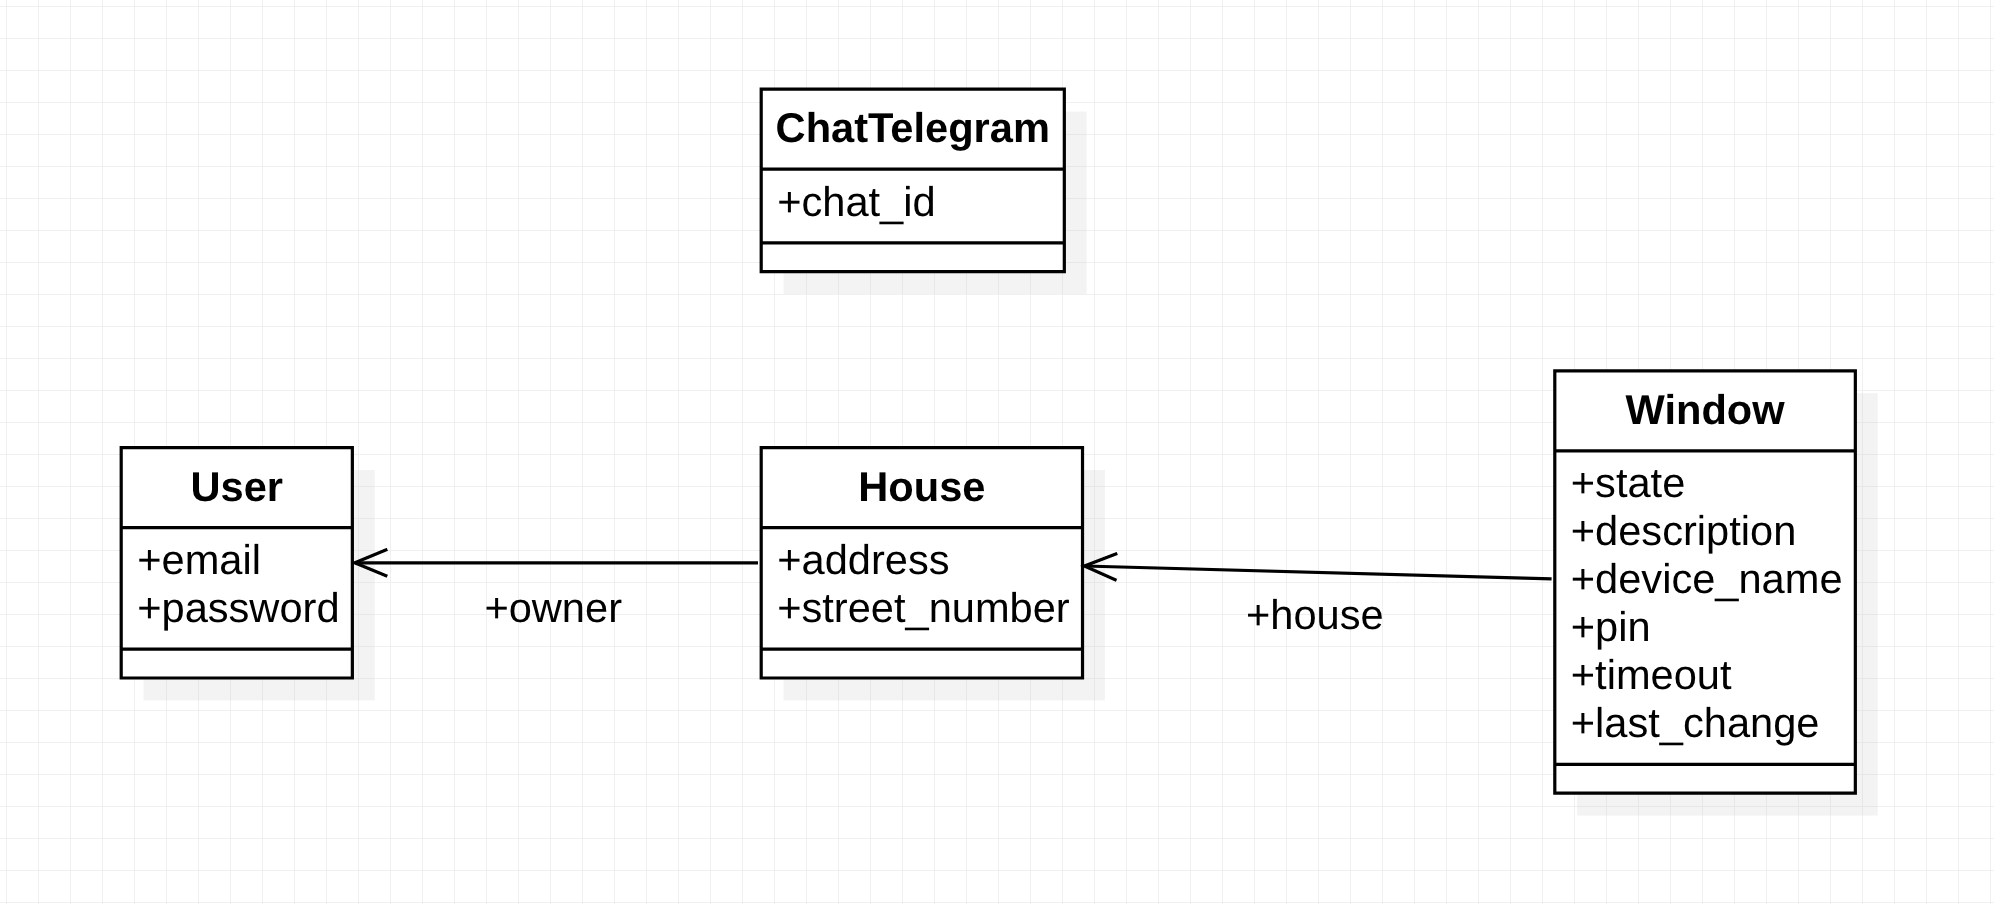 ChatTelegram
+chat_id
User
+email
+password
+owner
House
+address
+street_number
+house
Window
+state
+description
+device_name
+pin
+timeout
+last_change